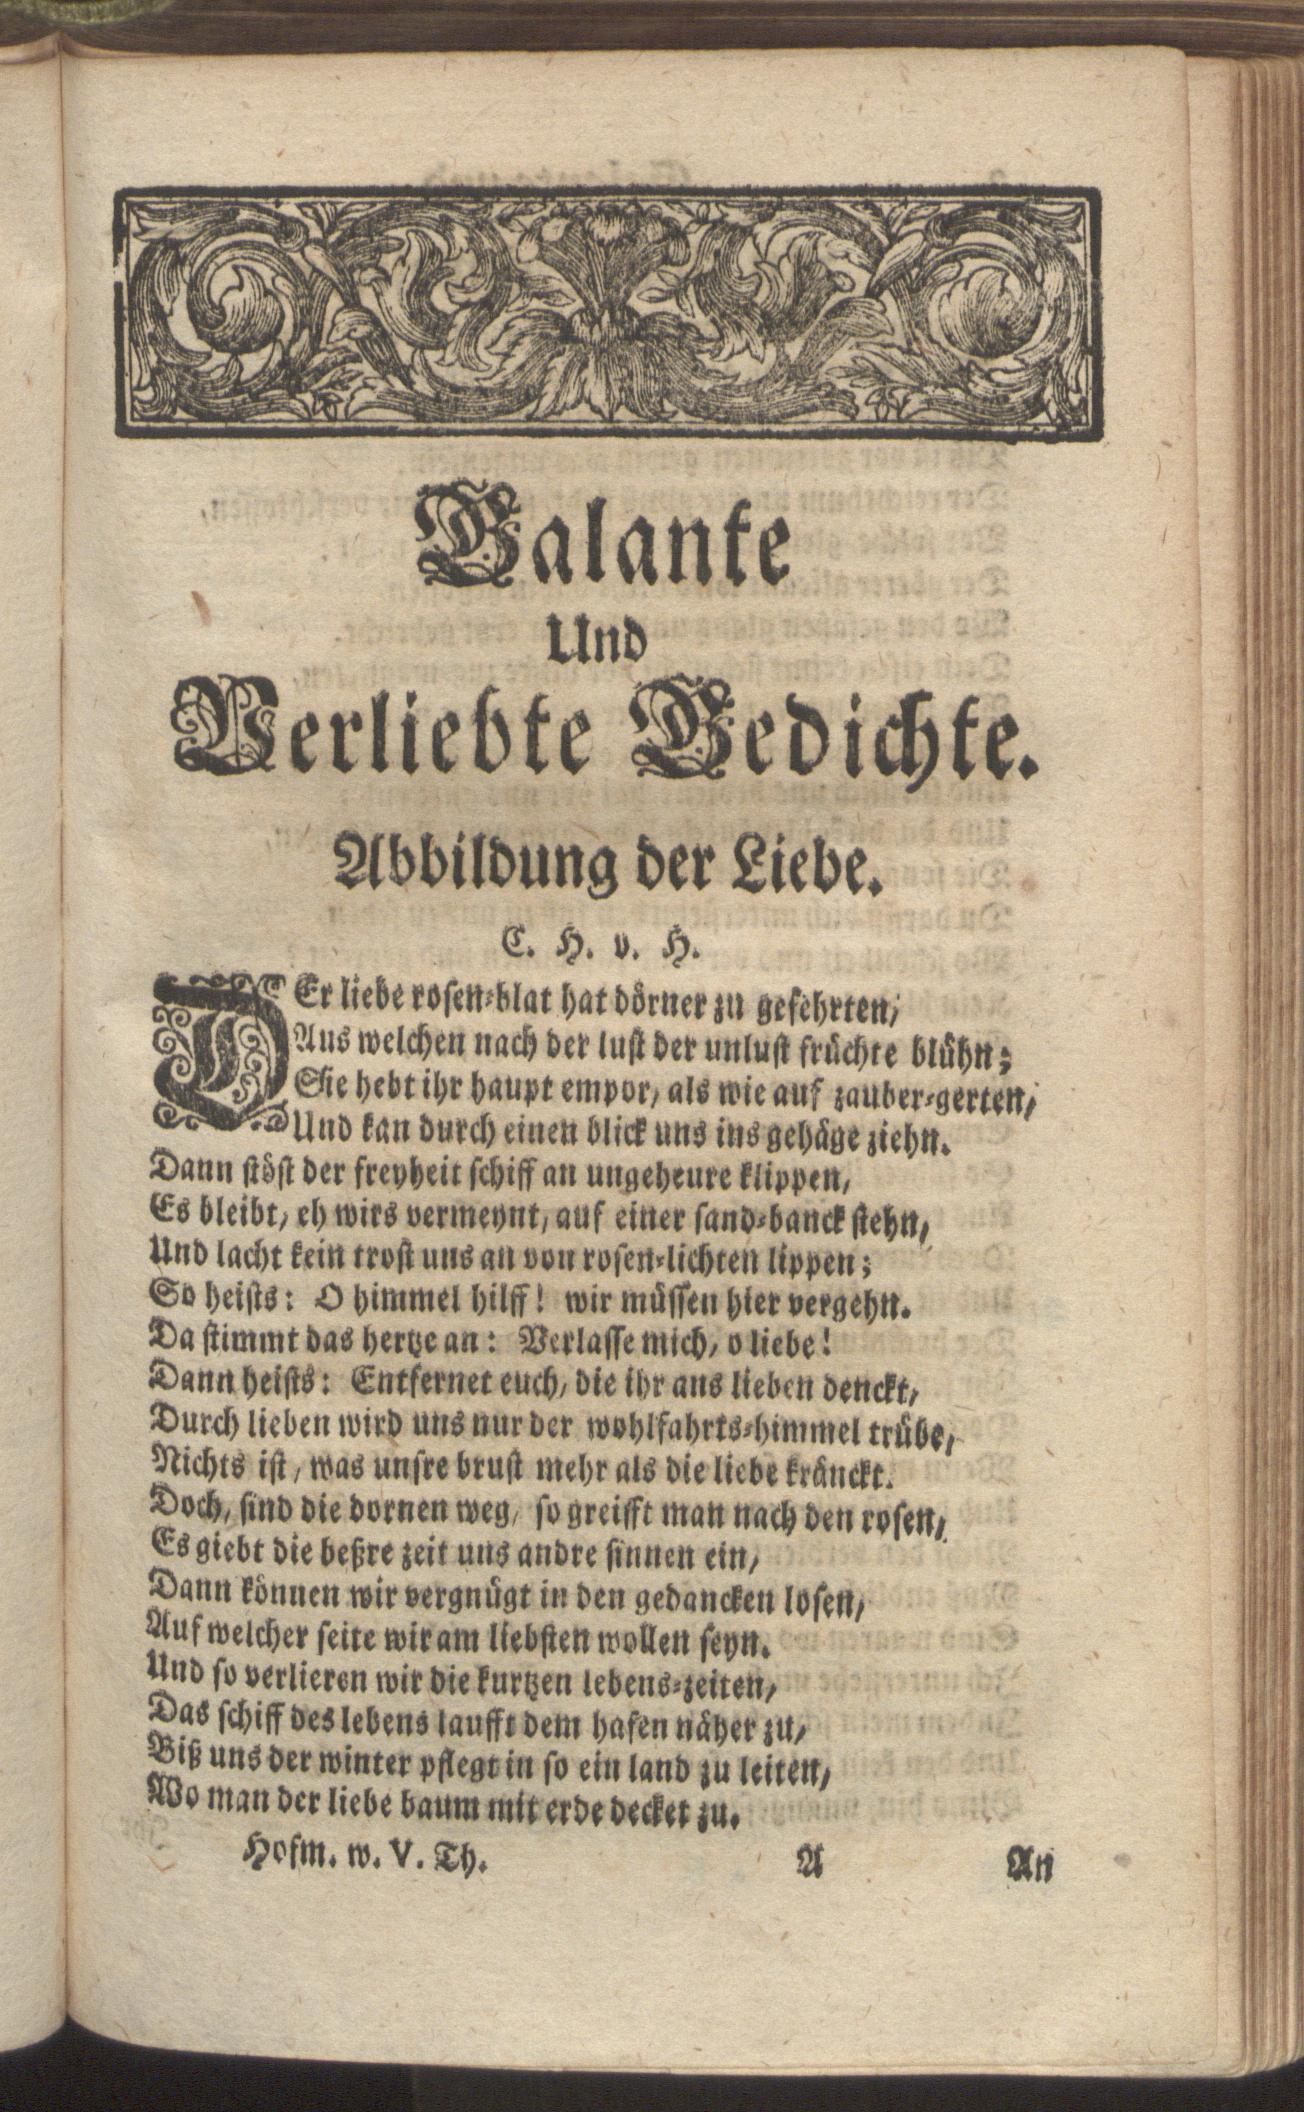 Galante
Und
Verliebte Gedichte.
Abbildung der Liebe.
C. H. v. H.
DEr liebe rosen-blat hat dörner zu gefehrten,
Aus welchen nach der lust der unlust früchte blühn;
Sie hebt ihr haupt empor, als wie auf zauber-gerten,
Und kan durch einen blick uns ins gehäge ziehn.
Dann stöst der freyheit schiff an ungeheure klippen,
Es bleibt, eh wirs vermeynt, auf einer sand-banck stehn,
Und lacht kein trost uns an von rosen-lichten lippen;
So heists: O himmel hilff! wir müssen hier vergehn.
Da stimmt das hertze an: Verlasse mich, o liebe!
Dann heists: Entfernet euch, die ihr ans lieben denckt,
Durch lieben wird uns nur der wohlfahrts-himmel trübe,
Nichts ist, was unsre brust mehr als die liebe kränckt.
Doch, sind die dornen weg, so greifft man nach den rosen,
Es giebt die beßre zeit uns andre sinnen ein,
Dann können wir vergnügt in den gedancken losen,
Auf welcher seite wir am liebsten wollen seyn.
Und so verlieren wir die kurtzen lebens-zeiten,
Das schiff des lebens laufft dem hafen näher zu,
Biß uns der winter pflegt in so ein land zu leiten,
Wo man der liebe baum mit erde decket zu.
Hofm. w. V. Th. A An